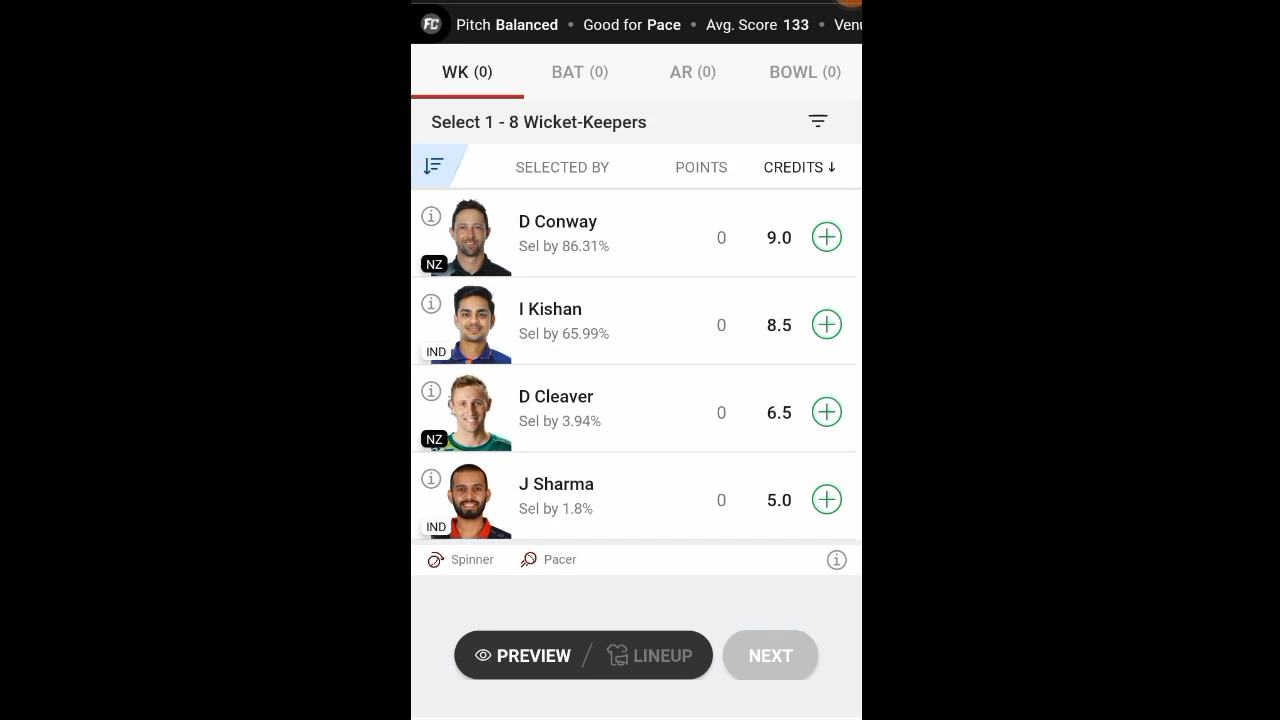 FC Pitch Balanced • Good for Pace • Avg. Score 133 • Venu
WK (0) BAT (0) AR (0) BOWL (0)
Select 1 - 8 Wicket-Keepers
SELECTED BY POINTS CREDITS ↓
D Conway
Sel by 86.31% 0 9.0
NZ
I Kishan
Sel by 65.99% 0 8.5
IND
D Cleaver
Sel by 3.94% 0 6.5
NZ
J Sharma
Sel by 1.8% 0 5.0
IND
Spinner Pacer
PREVIEW / LINEUP NEXT